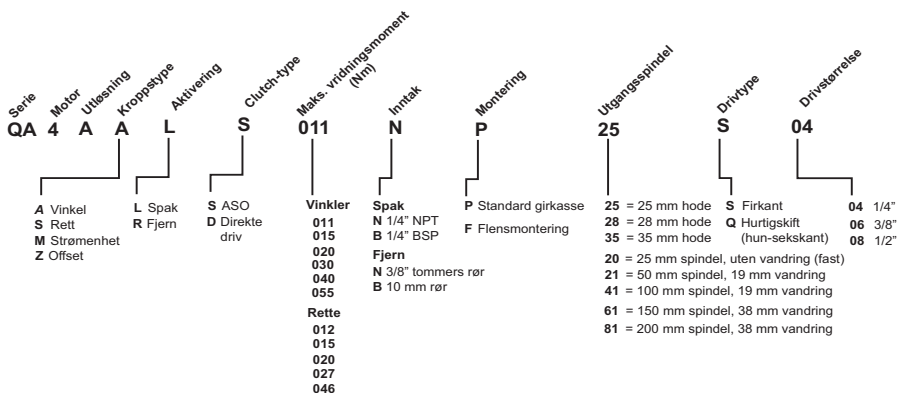 Serie Motor Utløsning Kroppstype Aktivering Clutch-type Maks. vridningsmoment (Nm) Inntak Montering Utgangsspindel Drivtype Drivstørrelse
QA 4 A A L S 011 N P 25 S 04
A Vinkel
S Rett
M Strømenhet
Z Offset
L Spak
R Fjern
S ASO
D Direkte
driv
Vinkler
011
015
020
030
040
055
Rette
012
015
020
027
046
Spak
N 1/4" NPT
B 1/4" BSP
Fjern
N 3/8" tommers rør
B 10 mm rør
P Standard girkasse
F Flensmontering
25 = 25 mm hode
28 = 28 mm hode
35 = 35 mm hode
20 = 25 mm spindel, uten vandring (fast)
21 = 50 mm spindel, 19 mm vandring
41 = 100 mm spindel, 19 mm vandring
61 = 150 mm spindel, 38 mm vandring
81 = 200 mm spindel, 38 mm vandring
S Firkant
Q Hurtigskift
(hun-sekskant)
04 1/4"
06 3/8"
08 1/2"